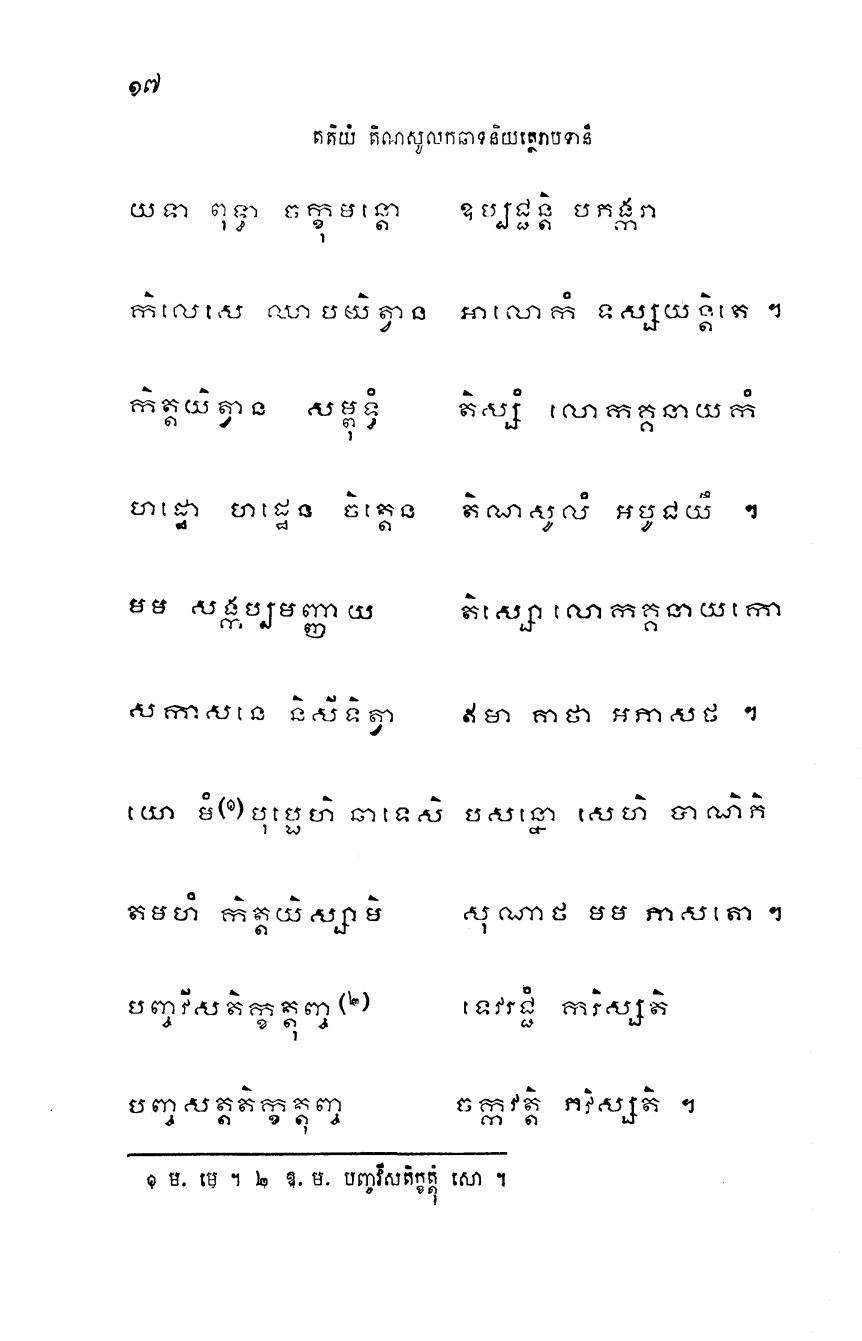 ១៧
តតិយំ តិណសូលកឆាទនិយត្ថេរាបទានំ
យទា ពុទ្ធា ចក្ខុមន្តោ ឧប្បជ្ជន្តិ បភង្ករា
កិលេសេ ឈាបយិត្វាន អាលោកំ ទស្សយន្តិ តេ ។
កិត្តយិត្វាន សម្ពុទ្ធំ តិស្សំ លោកគ្គនាយកំ
ហដ្ឋោ ហដ្ឋេន ចិត្តេន តិណសូលំ អបូជយឹ ។
មម សង្កប្បមញ្ញាយ តិស្សោ លោកគ្គនាយកោ
សកាសនេ និសីទិត្វា ឥមា គាថា អភាសថ ។
យោ មំ(១) បុប្ផេហិ ឆាទេសិ បសន្នោ សេហិ បាណិភិ
តមហំ កិត្តយិស្សាមិ សុណាថ មម ភាសតោ ។
បញ្ចវីសតិក្ខត្តុញ្ច(២) ទេវរជ្ជំ ករិស្សតិ
បញ្ចសត្តតិក្ខត្តុញ្ច ចក្កវត្តិ ភវិស្សតិ ។
១ ម. មេ ។ ២ ឱ. ម. បញ្ចវីសតិក្ខត្តុំ សោ ។